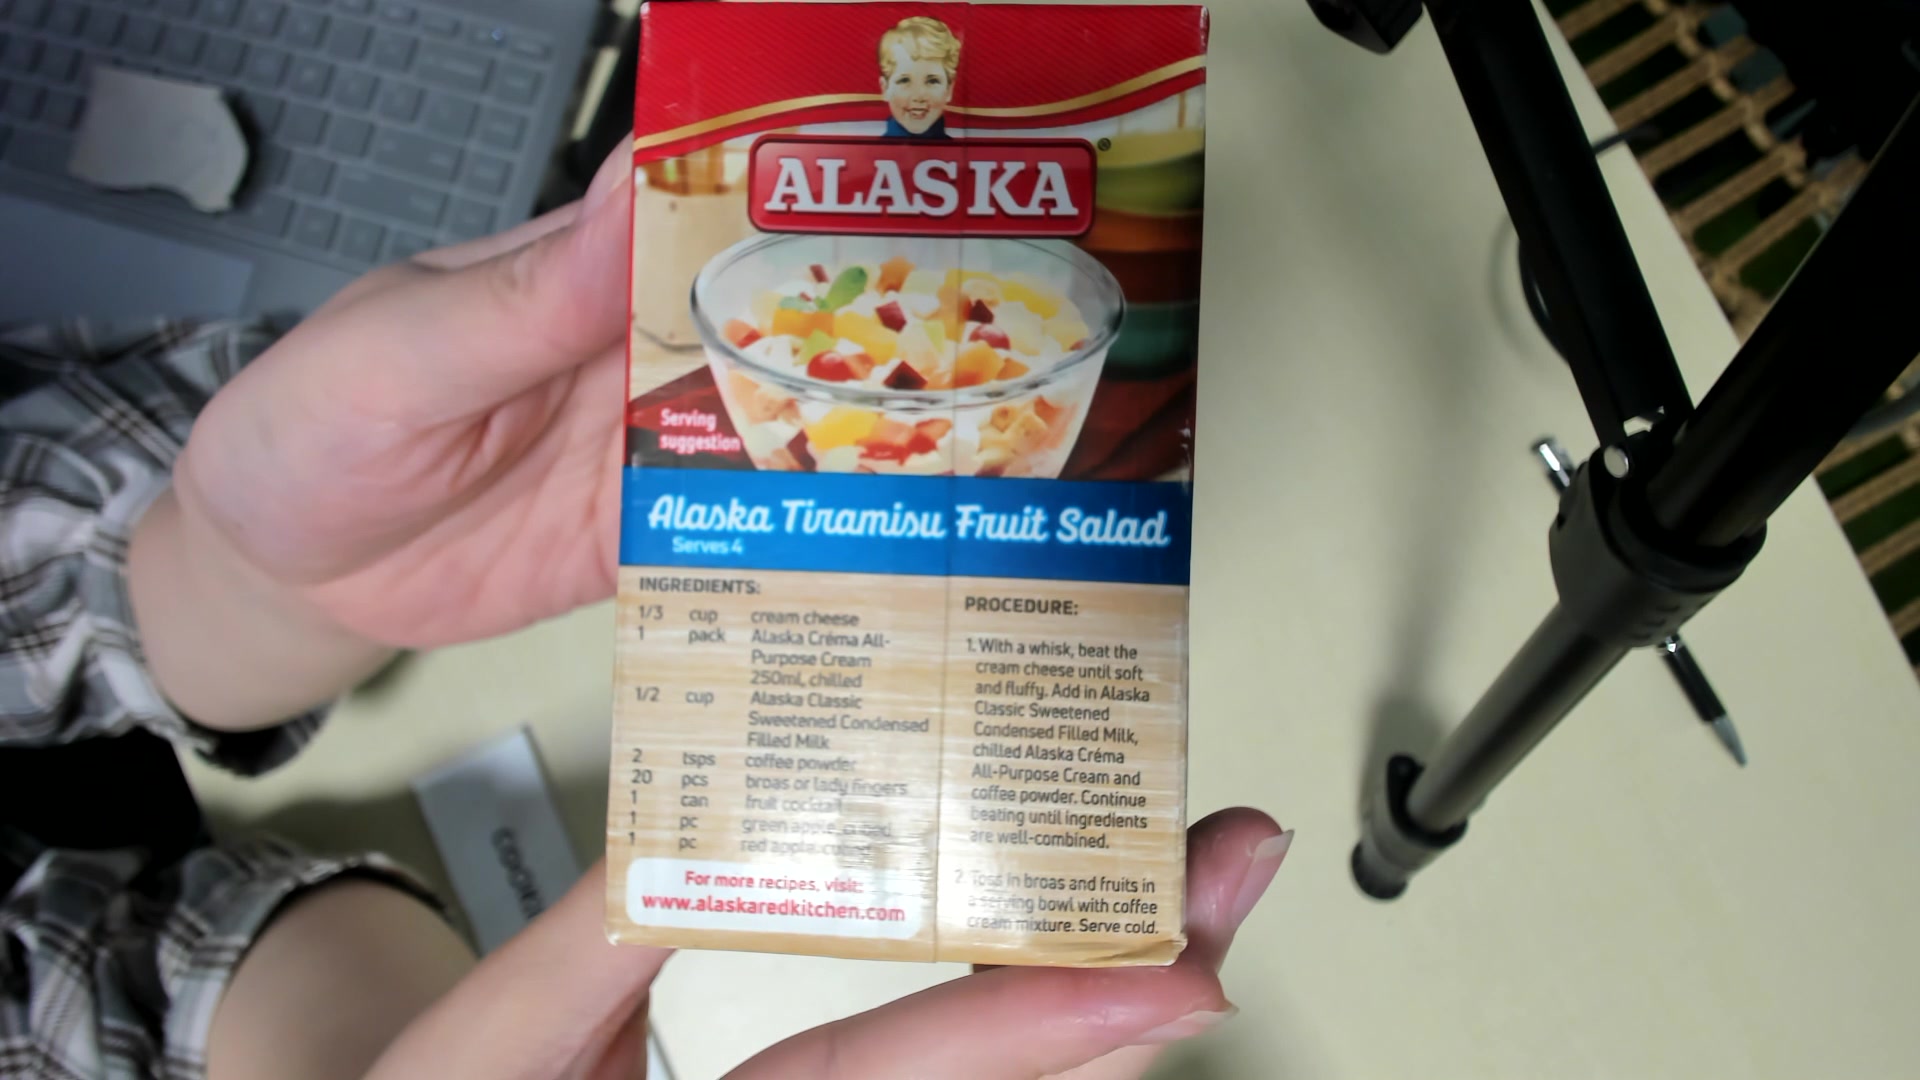 ALASKA
®
Serving
suggestion
Alaska Tiramisu Fruit Salad
Serves 4
INGREDIENTS:
1/3 cup cream cheese
1 pack Alaska Créma All-
Purpose Cream
250ml, chilled
1/2 cup Alaska Classic
Sweetened Condensed
Filled Milk
2 tsps coffee powder
20 pcs broas or lady fingers
1 can fruit cocktail
1 pc green apple, cubed
1 pc red apple, cubed
For more recipes, visit:
www.alaskaredkitchen.com
PROCEDURE:
1. With a whisk, beat the
cream cheese until soft
and fluffy. Add in Alaska
Classic Sweetened
Condensed Filled Milk,
chilled Alaska Créma
All-Purpose Cream and
coffee powder. Continue
beating until ingredients
are well-combined.
2. Toss in broas and fruits in
a serving bowl with coffee
cream mixture. Serve cold.